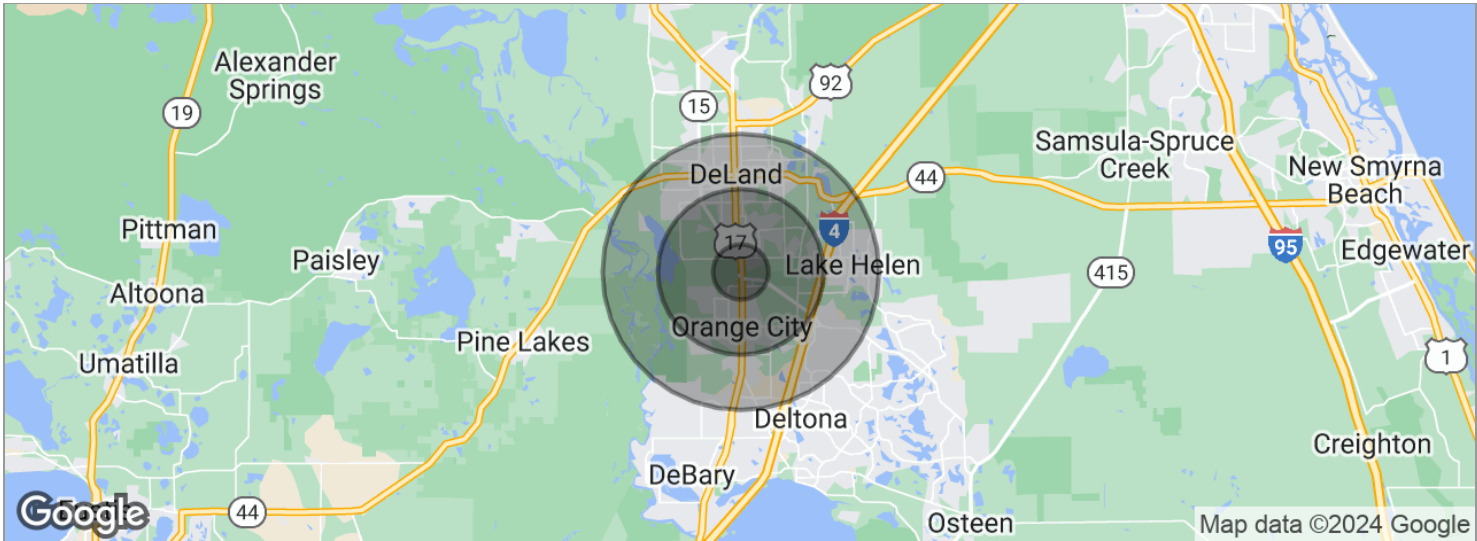 Alexander
Springs
92
15
19
Samsula-Spruce
Creek
New Smyrna
Beach
DeLand
44
Pittman
4
17
95
Edgewater
Paisley
Lake Helen
415
Altoona
Orange City
Pine Lakes
Umatilla
1
Deltona
Creighton
DeBary
Google
44
Osteen
Map data ©2024 Google